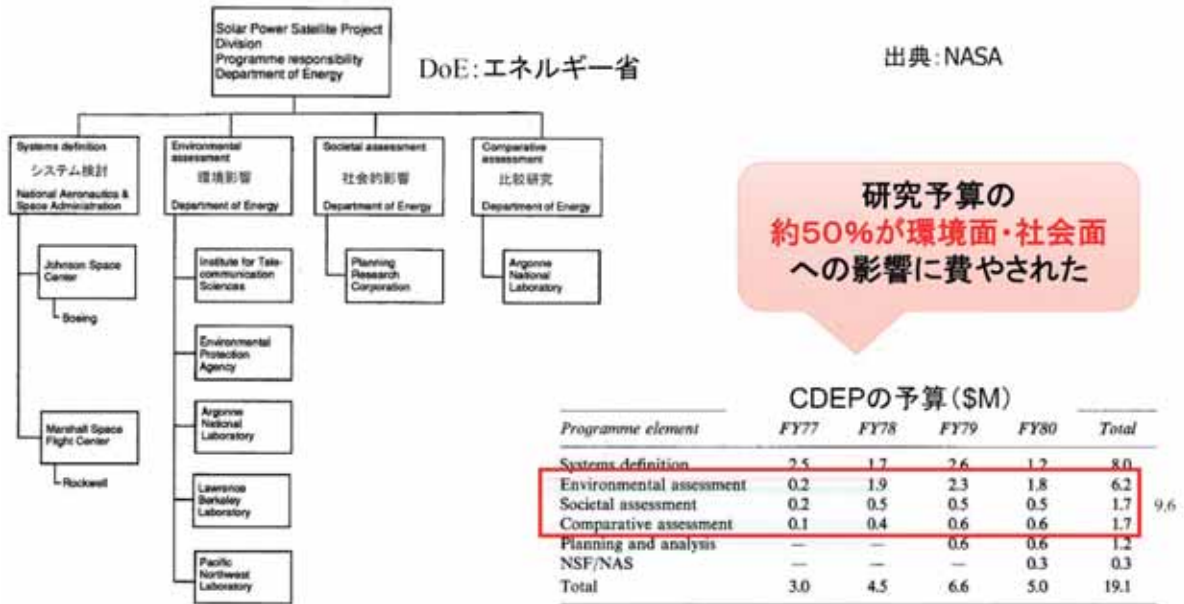 Solar Power Satellite Project
Division
Programme responsibility
Department of Energy
DoE:エネルギー省
出典:NASA
Systems definition
システム検討
National Aeronautics &
Space Administration
Environmental
assessment
環境影響
Department of Energy
Societal assessment
社会的影響
Department of Energy
Comparative
assessment
比較研究
Department of Energy
Johnson Space
Center
Boeing
Marshall Space
Flight Center
Rockwell
Institute for Tele-
communication
Sciences
Environmental
Protection
Agency
Argonne
National
Laboratory
Lawrence
Berkeley
Laboratory
Pacific
Northwest
Laboratory
Planning
Research
Corporation
Argonne
National
Laboratory
研究予算の
約50%が環境面・社会面
への影響に費やされた
CDEPの予算($M)
Programme element FY77 FY78 FY79 FY80 Total
Systems definition 2.5 1.7 2.6 1.2 8.0
Environmental assessment 0.2 1.9 2.3 1.8 6.2
Societal assessment 0.2 0.5 0.5 0.5 1.7 9.6
Comparative assessment 0.1 0.4 0.6 0.6 1.7
Planning and analysis — — 0.6 0.6 1.2
NSF/NAS — — — 0.3 0.3
Total 3.0 4.5 6.6 5.0 19.1